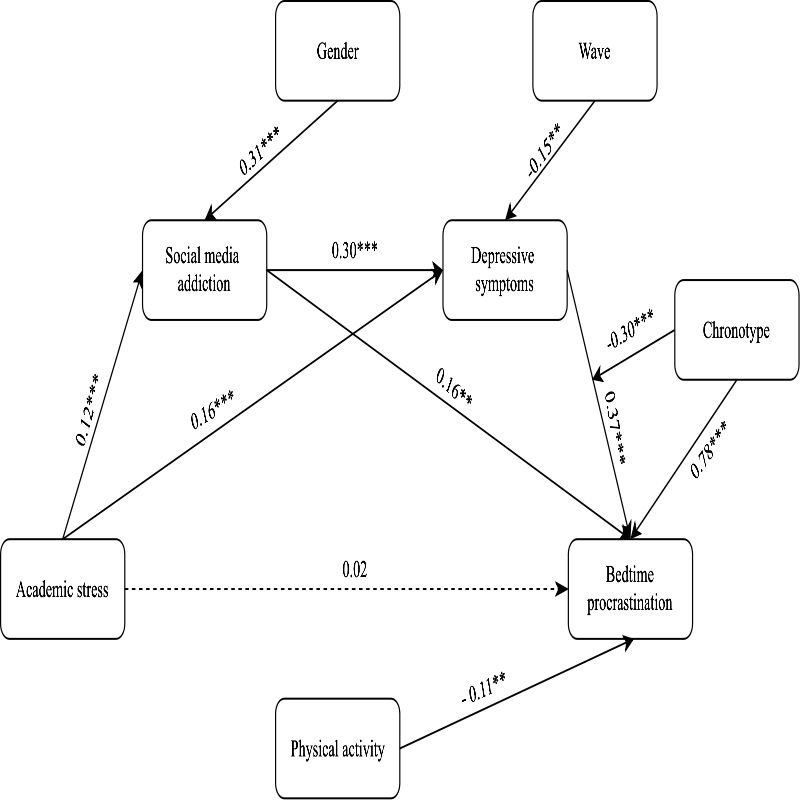 Gender
Wave
0.31***
-0.15**
Social media
addiction
0.30***
Depressive
symptoms
Chronotype
-0.30***
0.12***
0.16***
0.16**
0.37***
0.78***
Academic stress
0.02
Bedtime
procrastination
- 0.11**
Physical activity